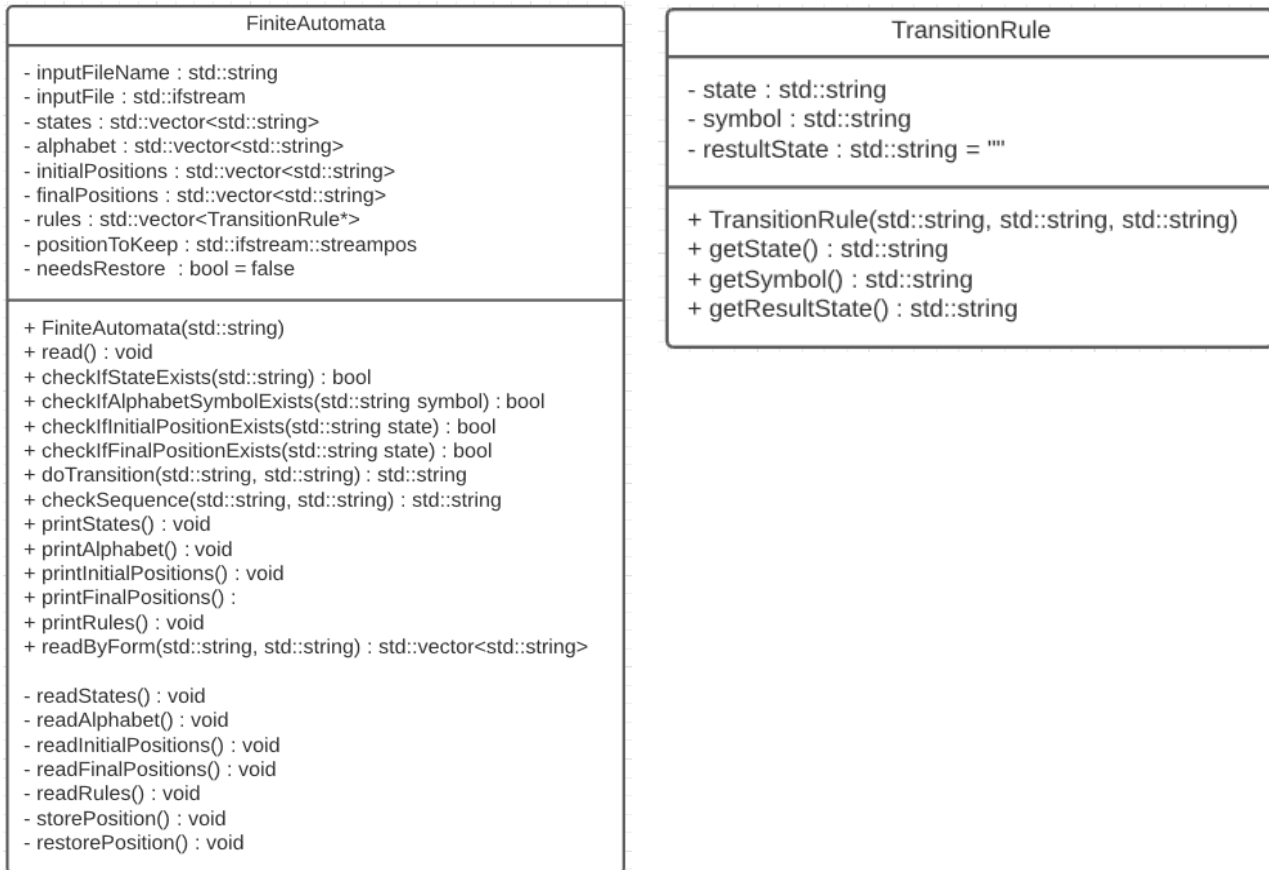 FiniteAutomata
- inputFileName : std::string
- inputFile : std::ifstream
- states : std::vector<std::string>
- alphabet : std::vector<std::string>
- initialPositions : std::vector<std::string>
- finalPositions : std::vector<std::string>
- rules : std::vector<TransitionRule*>
- positionToKeep : std::ifstream::streampos
- needsRestore : bool = false
+ FiniteAutomata(std::string)
+ read() : void
+ checkIfStateExists(std::string) : bool
+ checkIfAlphabetSymbolExists(std::string symbol) : bool
+ checkIfInitialPositionExists(std::string state) : bool
+ checkIfFinalPositionExists(std::string state) : bool
+ doTransition(std::string, std::string) : std::string
+ checkSequence(std::string, std::string) : std::string
+ printStates() : void
+ printAlphabet() : void
+ printInitialPositions() : void
+ printFinalPositions() :
+ printRules() : void
+ readByForm(std::string, std::string) : std::vector<std::string>
- readStates() : void
- readAlphabet() : void
- readInitialPositions() : void
- readFinalPositions() : void
- readRules() : void
- storePosition() : void
- restorePosition() : void
TransitionRule
- state : std::string
- symbol : std::string
- restultState : std::string = ""
+ TransitionRule(std::string, std::string, std::string)
+ getState() : std::string
+ getSymbol() : std::string
+ getResultState() : std::string